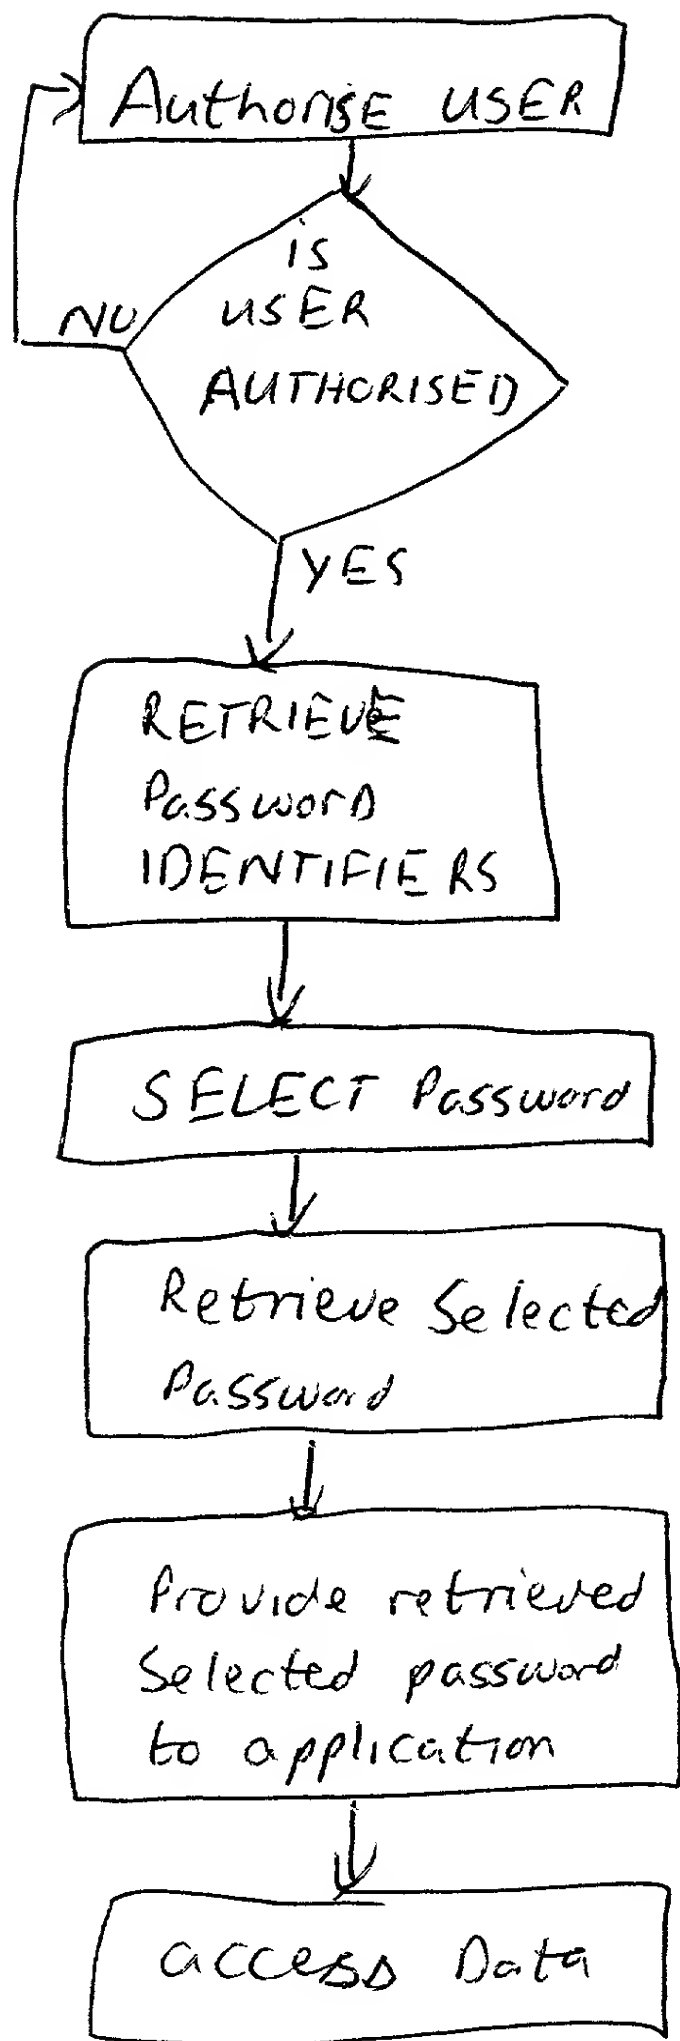 Authorise USER
is
USER
AUTHORISED
NO
YES
RETRIEVE
Password
IDENTIFIERS
SELECT Password
Retrieve Selected
Password
Provide retrieved
Selected password
to application
access Data